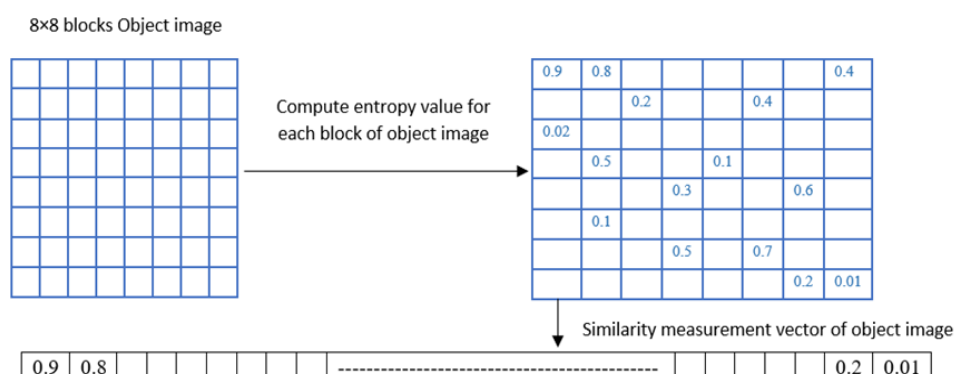 8×8 blocks Object image
Compute entropy value for
each block of object image
0.9 0.8 0.4
0.2 0.4
0.02
0.5 0.1
0.3 0.6
0.1
0.5 0.7
0.2 0.01
Similarity measurement vector of object image
0.9 0.8 0.2 0.01